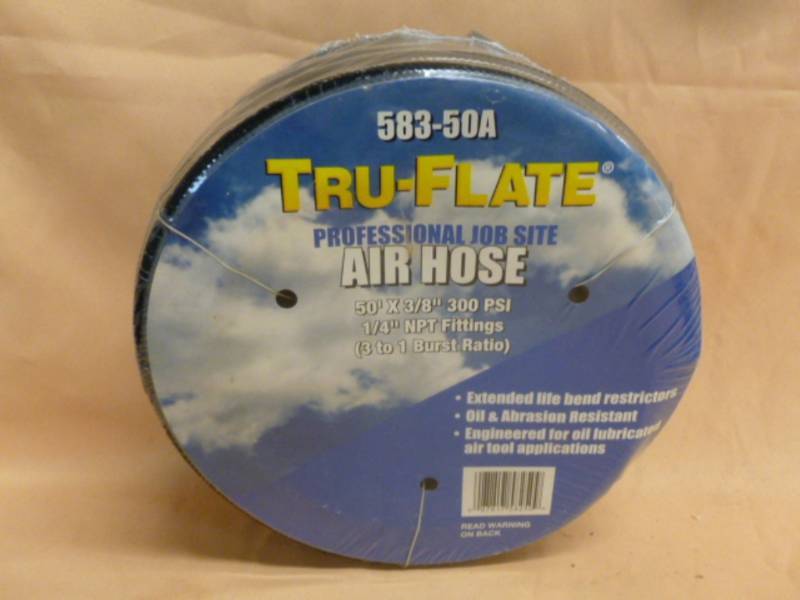 583-50A
TRU-FLATE®
PROFESSIONAL JOB SITE
AIR HOSE
50' X 3/8" 300 PSI
1/4" NPT Fittings
(3 to 1 Burst Ratio)
• Extended life bend restrictors
• Oil & Abrasion Resistant
• Engineered for oil lubricated
air tool applications
READ WARNING
ON BACK